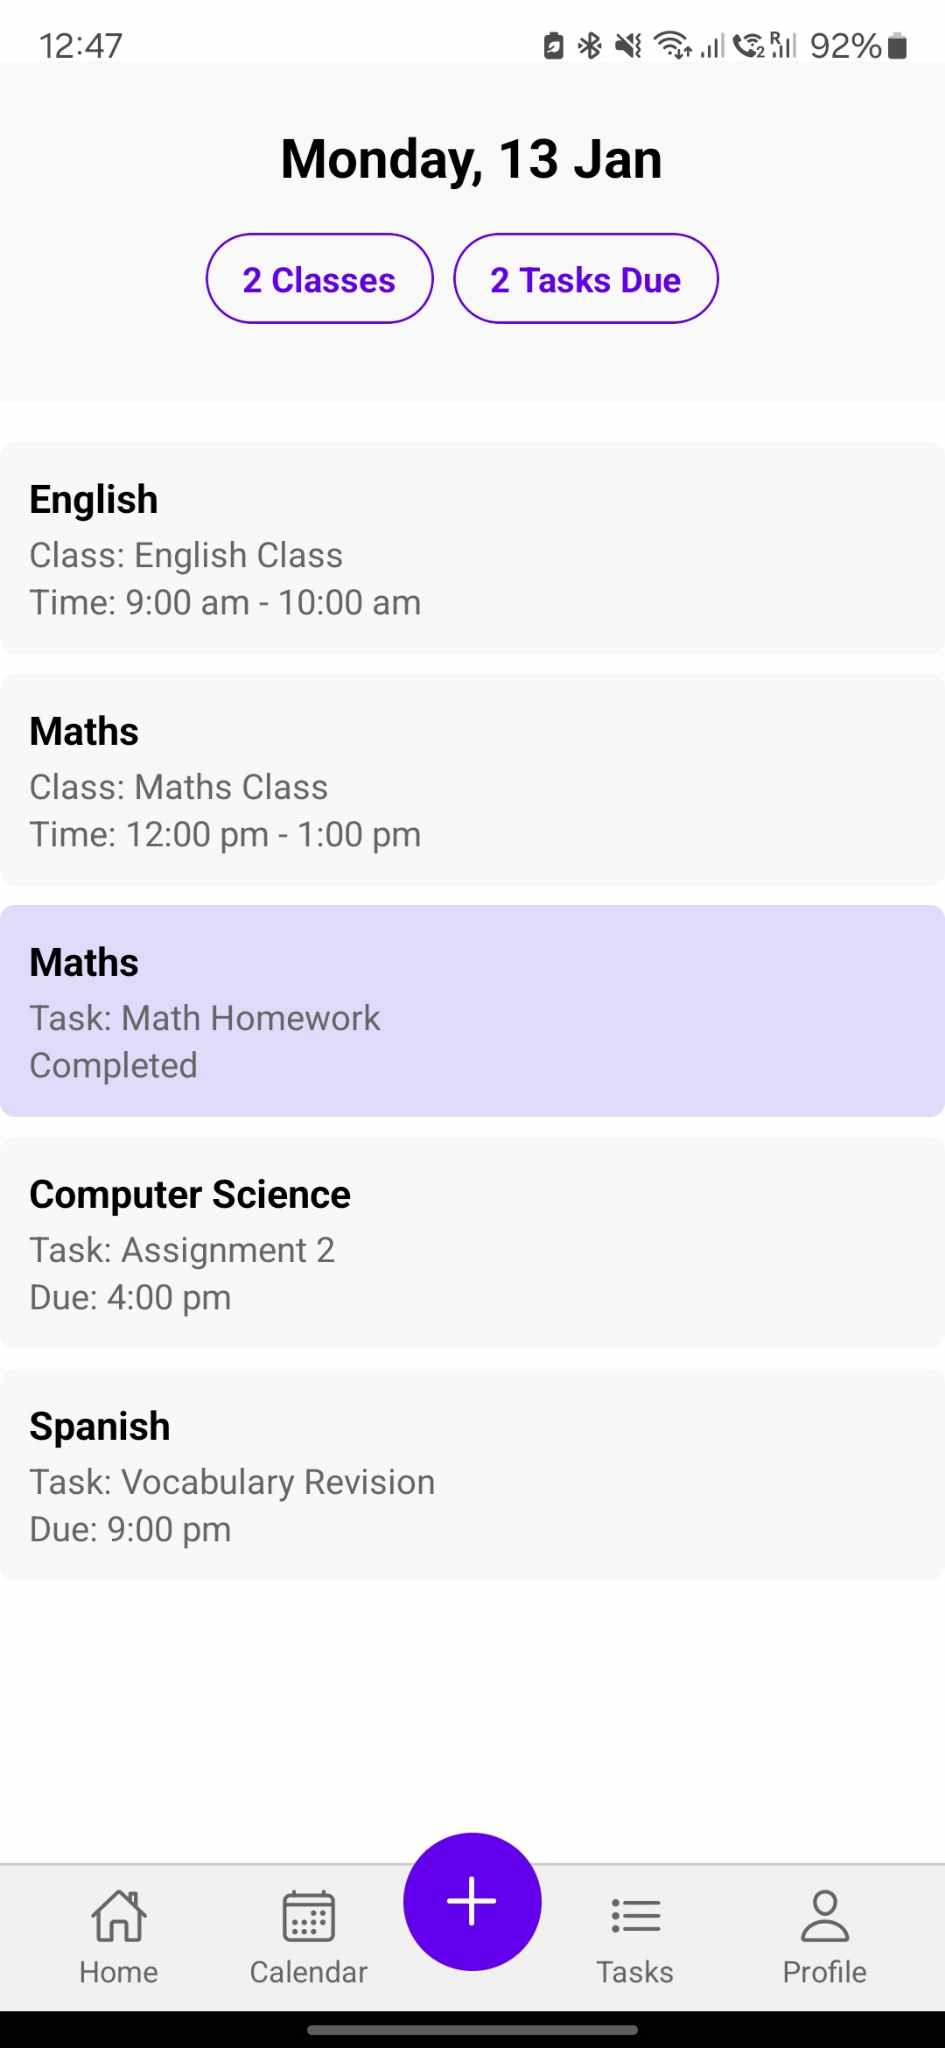 12:47
92%
Monday, 13 Jan
2 Classes
2 Tasks Due
English
Class: English Class
Time: 9:00 am - 10:00 am
Maths
Class: Maths Class
Time: 12:00 pm - 1:00 pm
Maths
Task: Math Homework
Completed
Computer Science
Task: Assignment 2
Due: 4:00 pm
Spanish
Task: Vocabulary Revision
Due: 9:00 pm
Home
Calendar
Tasks
Profile